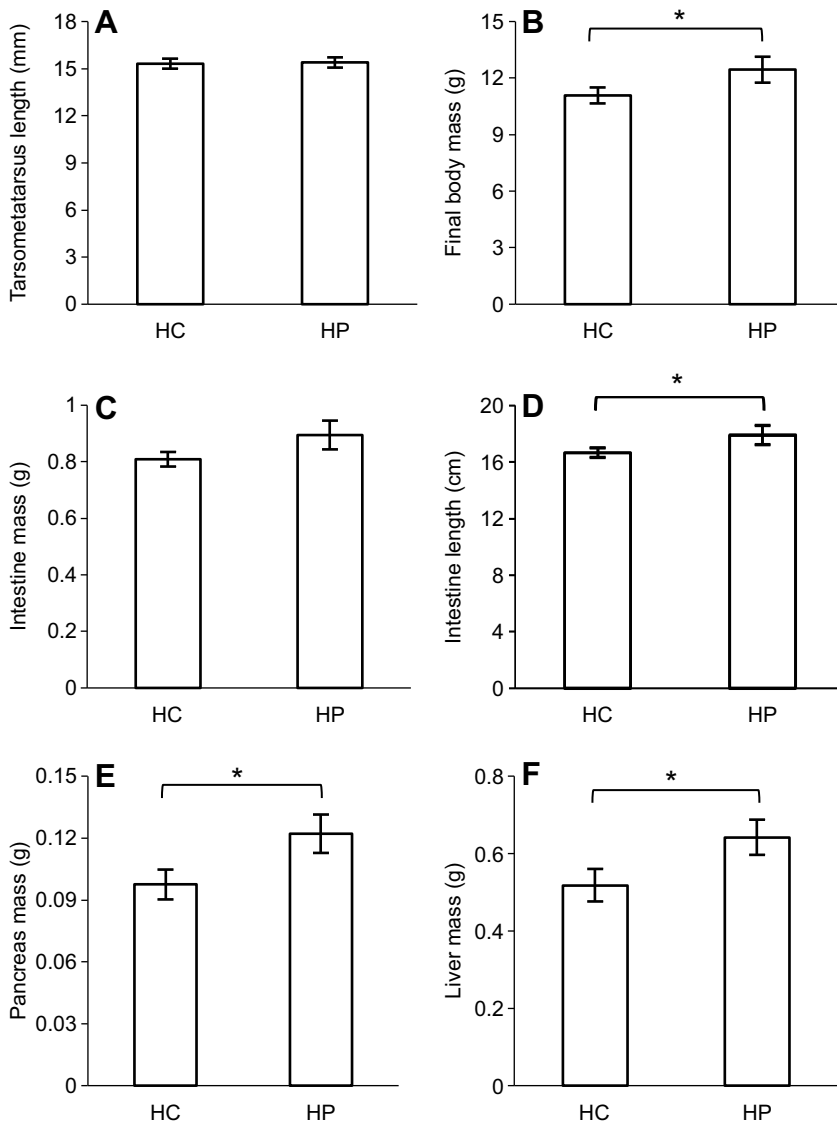 A
Tarsometatarsus length (mm)
18
15
12
9
6
3
0
HC HP
B
*
Final body mass (g)
15
12
9
6
3
0
HC HP
C
Intestine mass (g)
1
0.8
0.6
0.4
0.2
0
HC HP
D
*
Intestine length (cm)
20
16
12
8
4
0
HC HP
E
*
Pancreas mass (g)
0.15
0.12
0.09
0.06
0.03
0
HC HP
F
*
Liver mass (g)
0.8
0.6
0.4
0.2
0
HC HP